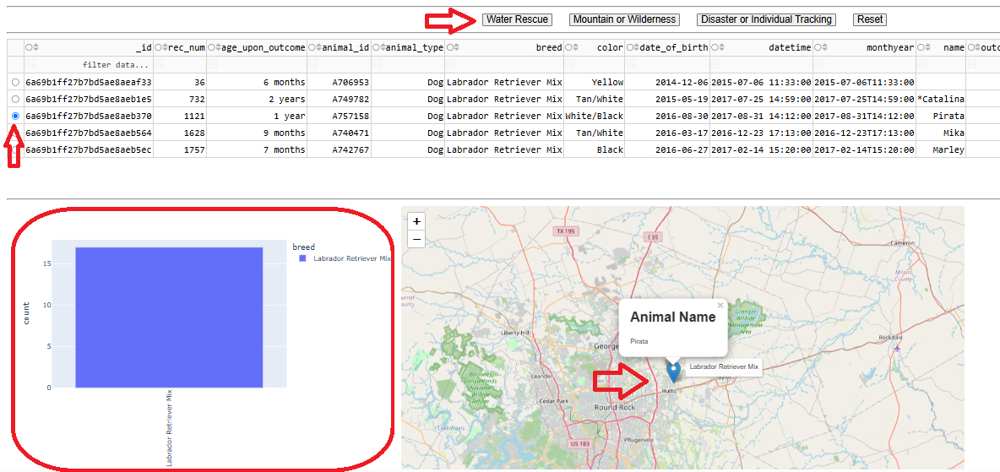 Water Rescue Mountain or Wilderness Disaster or Individual Tracking Reset
_id rec_num age_upon_outcome animal_id animal_type breed color date_of_birth datetime monthyear name outc
filter data...
6a69b1ff27b7bd5ae8aeaf33 36 6 months A706953 Dog Labrador Retriever Mix Yellow 2014-12-06 2015-07-06 11:33:00 2015-07-06T11:33:00
6a69b1ff27b7bd5ae8aeb1e5 732 2 years A749782 Dog Labrador Retriever Mix Tan/White 2015-05-19 2017-07-25 14:59:00 2017-07-25T14:59:00 *Catalina
6a69b1ff27b7bd5ae8aeb370 1121 1 year A757158 Dog Labrador Retriever Mix White/Black 2016-08-30 2017-08-31 14:12:00 2017-08-31T14:12:00 Pirata
6a69b1ff27b7bd5ae8aeb564 1628 9 months A740471 Dog Labrador Retriever Mix Tan/White 2016-03-17 2016-12-23 17:13:00 2016-12-23T17:13:00 Mika
6a69b1ff27b7bd5ae8aeb5ec 1757 7 months A742767 Dog Labrador Retriever Mix Black 2016-06-27 2017-02-14 15:20:00 2017-02-14T15:20:00 Marley
breed
Labrador Retriever Mix
15
10
5
0
count
Labrador Retriever Mix
+
−
TX 195
I 35
Cameron
Milam
County
urnet
ounty
Granger
Wildlife
Management
Area
×
Animal Name
Pirata
Liberty Hill
Rockdale
Labrador Retriever Mix
Leander
Balcones
Canyonlands
National
Wildlife
Refuge
Hutto
Cedar Park
Round Rock
Lake Travis
Pflugerville
US 183